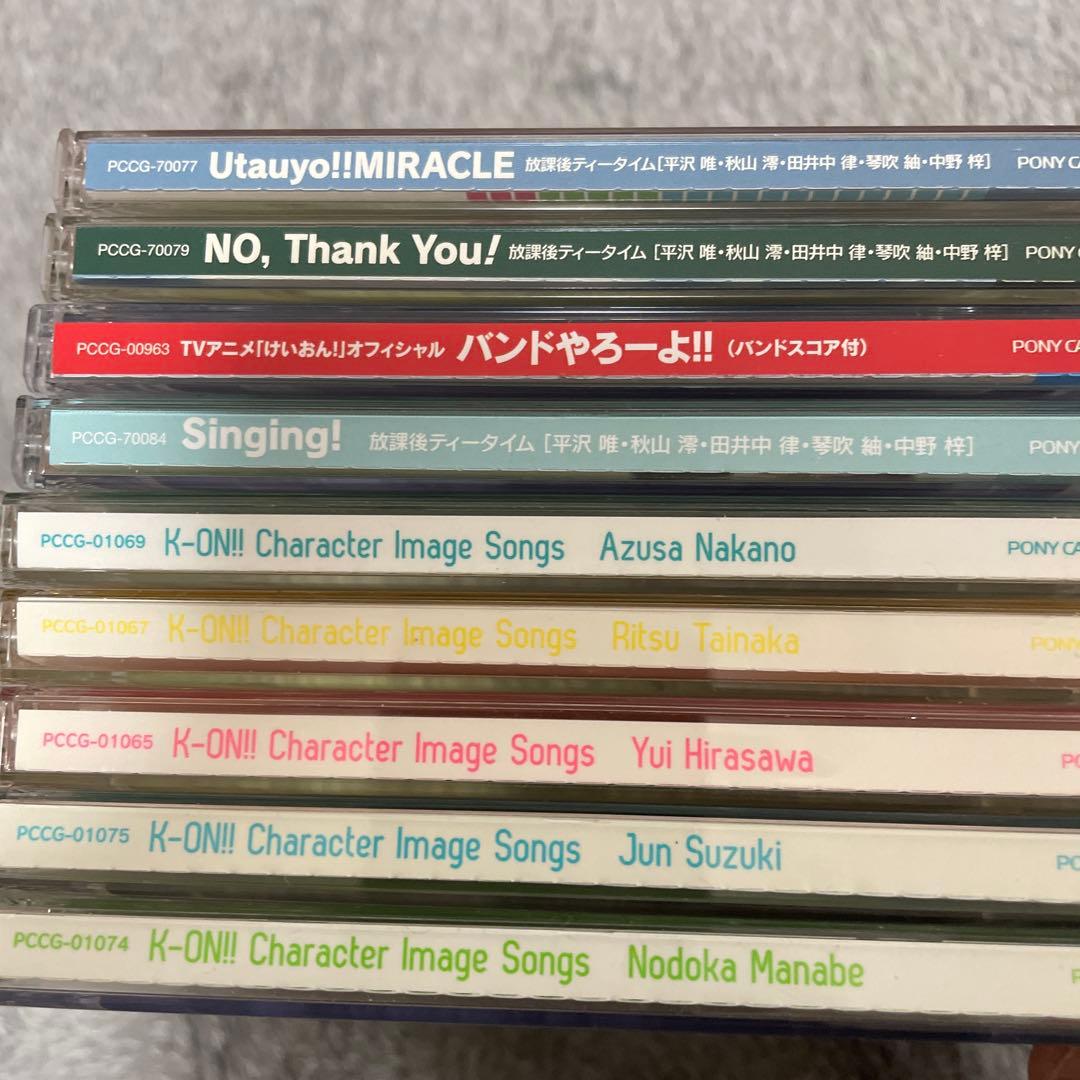 PCCG-70077 Utauyo!!MIRACLE 放課後ティータイム[平沢 唯・秋山 澪・田井中 律・琴吹 紬・中野 梓] PONY CA
PCCG-70079 NO, Thank You! 放課後ティータイム [平沢 唯・秋山 澪・田井中 律・琴吹 紬・中野 梓] PONY C
PCCG-00963 TVアニメ「けいおん!」オフィシャル バンドやろーよ!! (バンドスコア付) PONY CA
PCCG-70084 Singing! 放課後ティータイム [平沢 唯・秋山 澪・田井中 律・琴吹 紬・中野 梓] PONY
PCCG-01069 K-ON!! Character Image Songs Azusa Nakano PONY CA
PCCG-01067 K-ON!! Character Image Songs Ritsu Tainaka PONY
PCCG-01065 K-ON!! Character Image Songs Yui Hirasawa PO
PCCG-01075 K-ON!! Character Image Songs Jun Suzuki PO
PCCG-01074 K-ON!! Character Image Songs Nodoka Manabe P